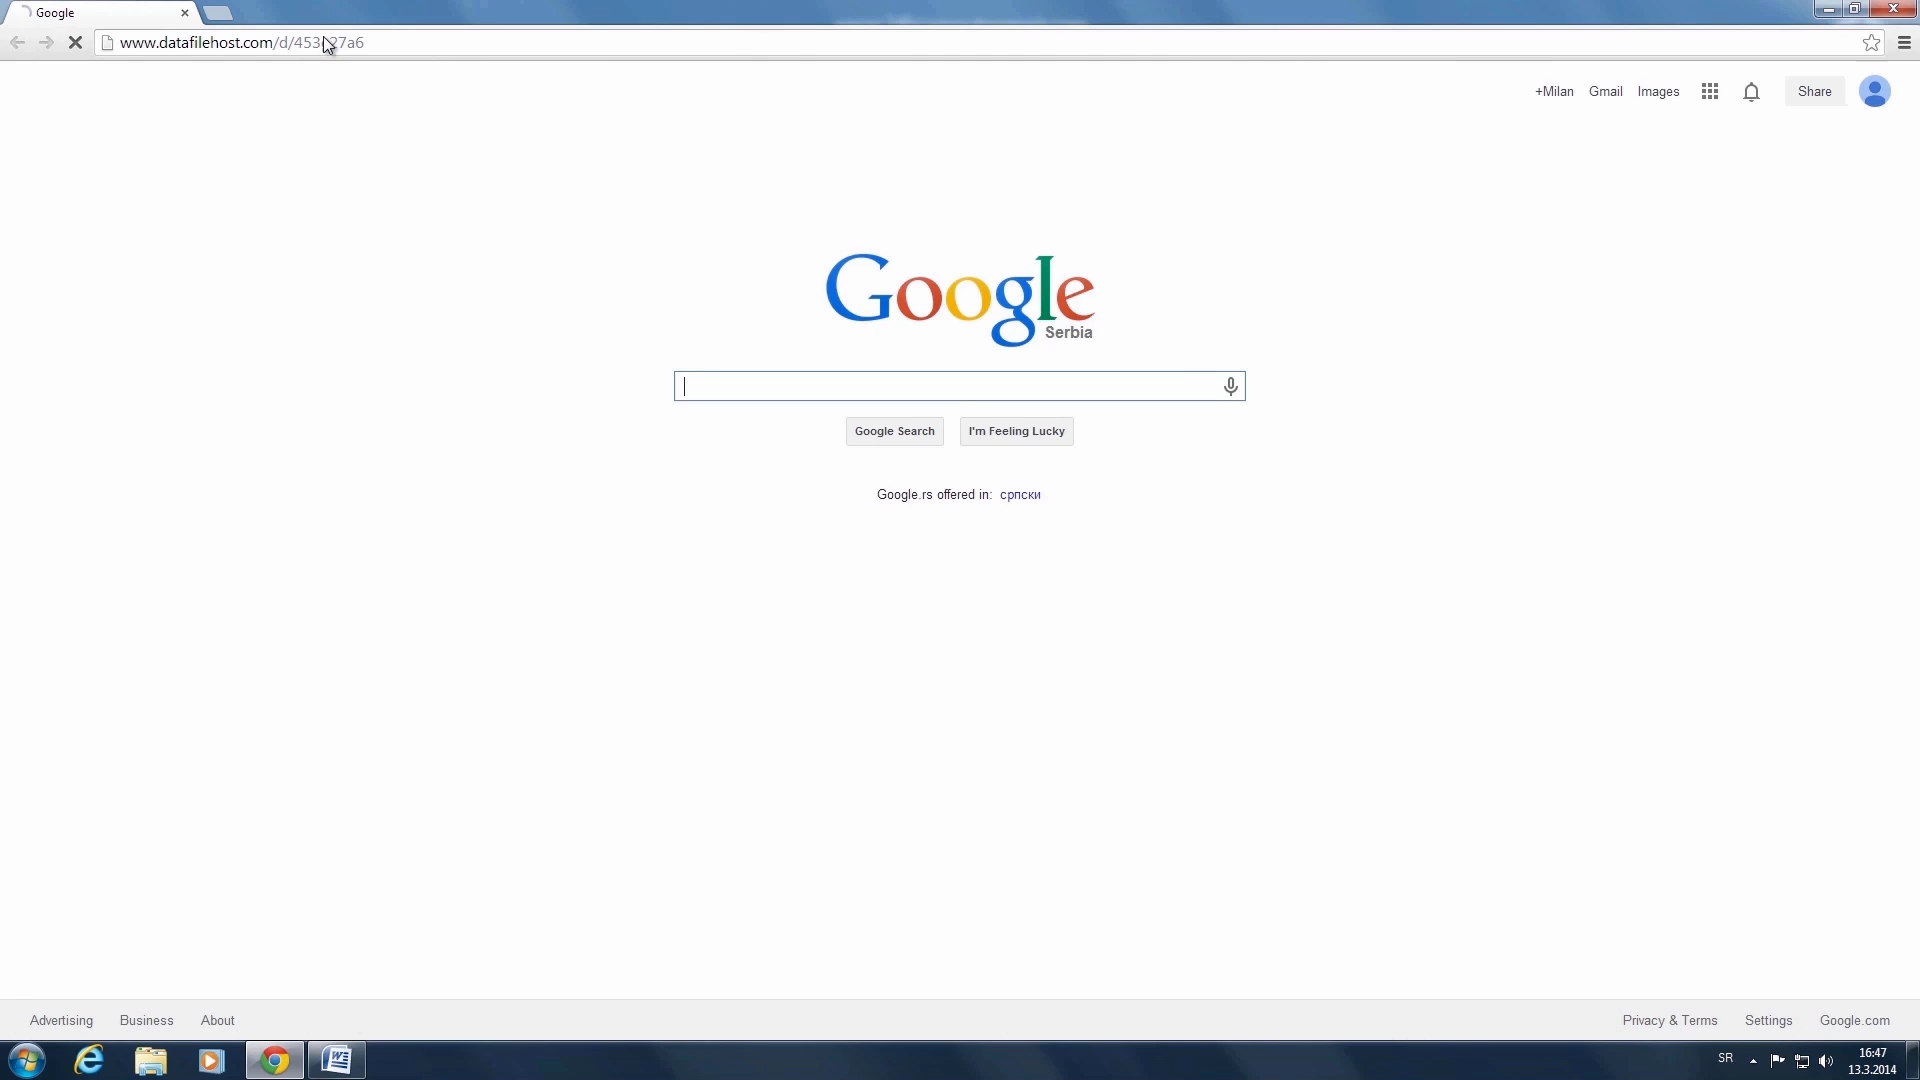 Google
www.datafilehost.com/d/453 27a6
+Milan Gmail Images Share
Google
Serbia
Google Search I'm Feeling Lucky
Google.rs offered in: српски
Advertising Business About Privacy & Terms Settings Google.com
SR 16:47
13.3.2014